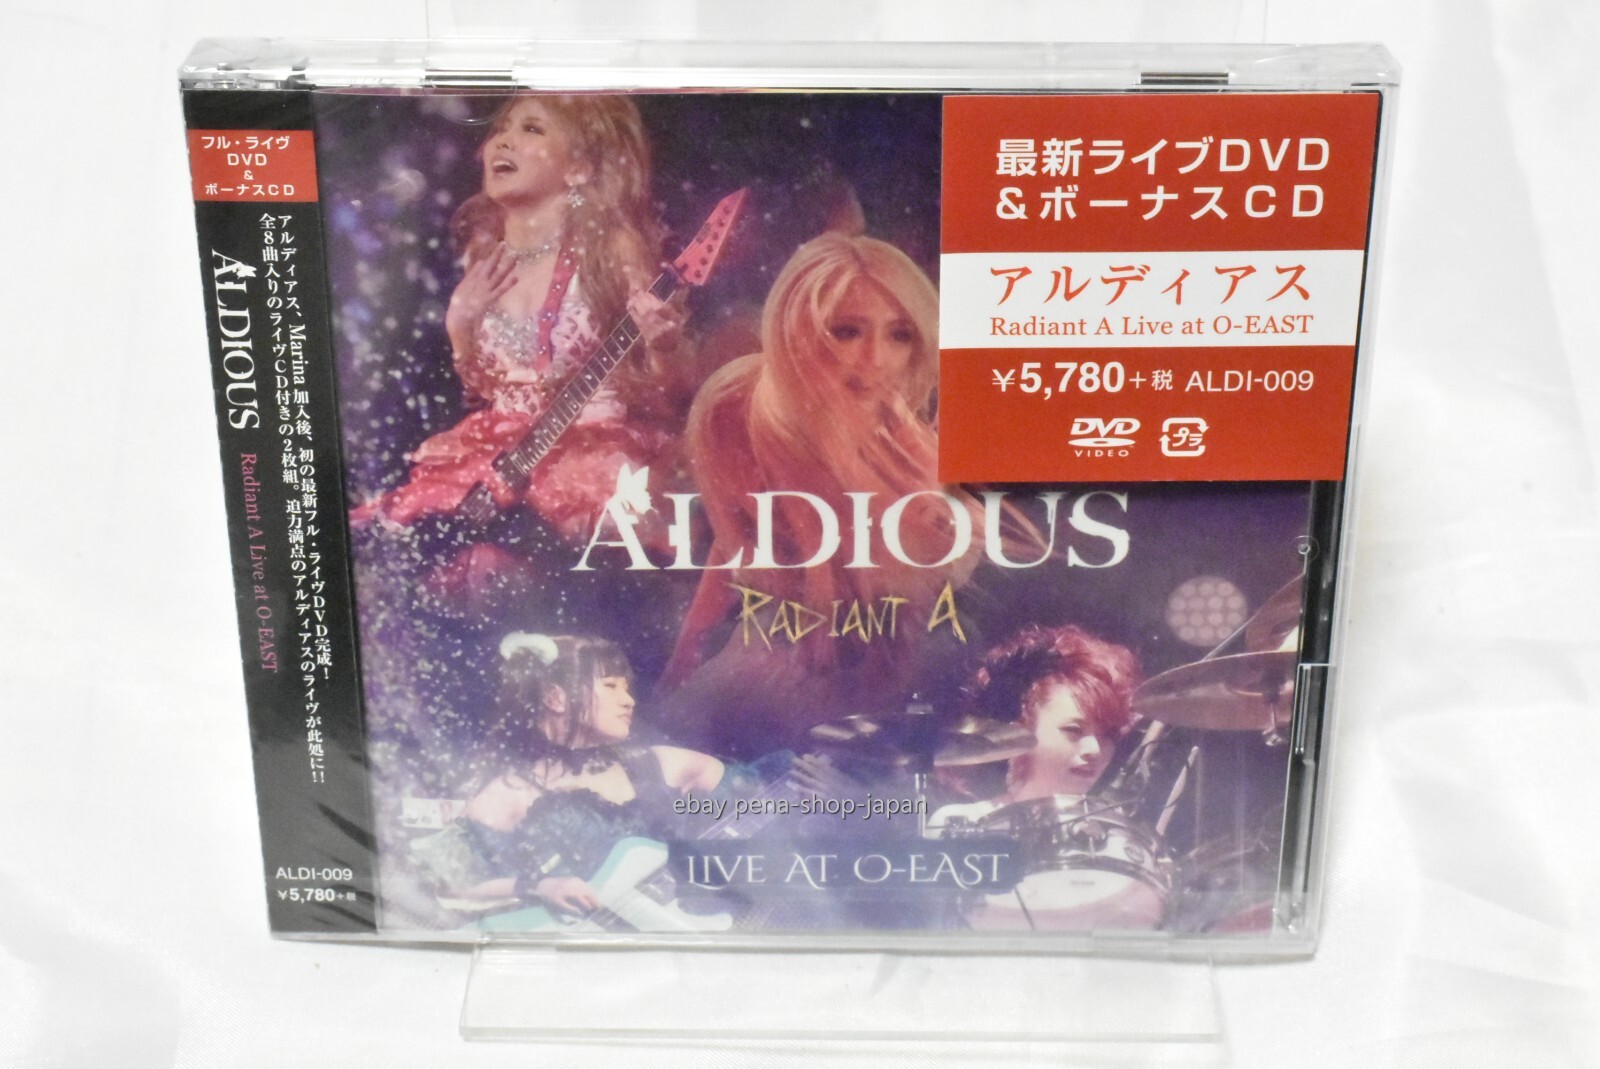 フル・ライヴ
DVD
&
ボーナスCD
アルディアス、Marina 加入後、初の最新フル・ライヴDVD完成!
全8曲入りのライヴCD付きの2枚組。迫力満点のアルディアスのライヴが此処に!!
ALDIOUS
Radiant A Live at O-EAST
ALDI-009
¥5,780+税
最新ライブDVD
&ボーナスCD
アルディアス
Radiant A Live at O-EAST
¥5,780+税 ALDI-009
DVD
VIDEO
プラ
ALDIOUS
RADIANT A
ebay pena-shop-japan
LIVE AT O-EAST